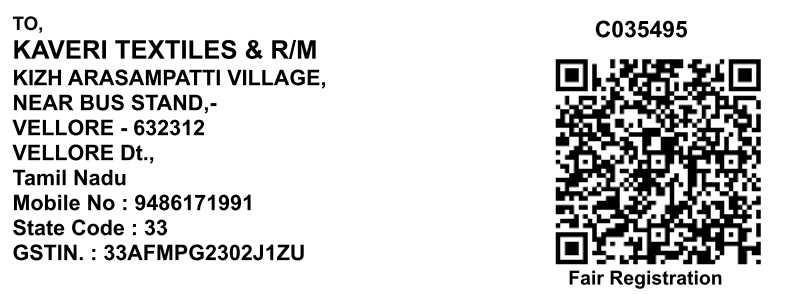 TO,
KAVERI TEXTILES & R/M
KIZH ARASAMPATTI VILLAGE,
NEAR BUS STAND,-
VELLORE - 632312
VELLORE Dt.,
Tamil Nadu
Mobile No : 9486171991
State Code : 33
GSTIN. : 33AFMPG2302J1ZU
C035495
Fair Registration